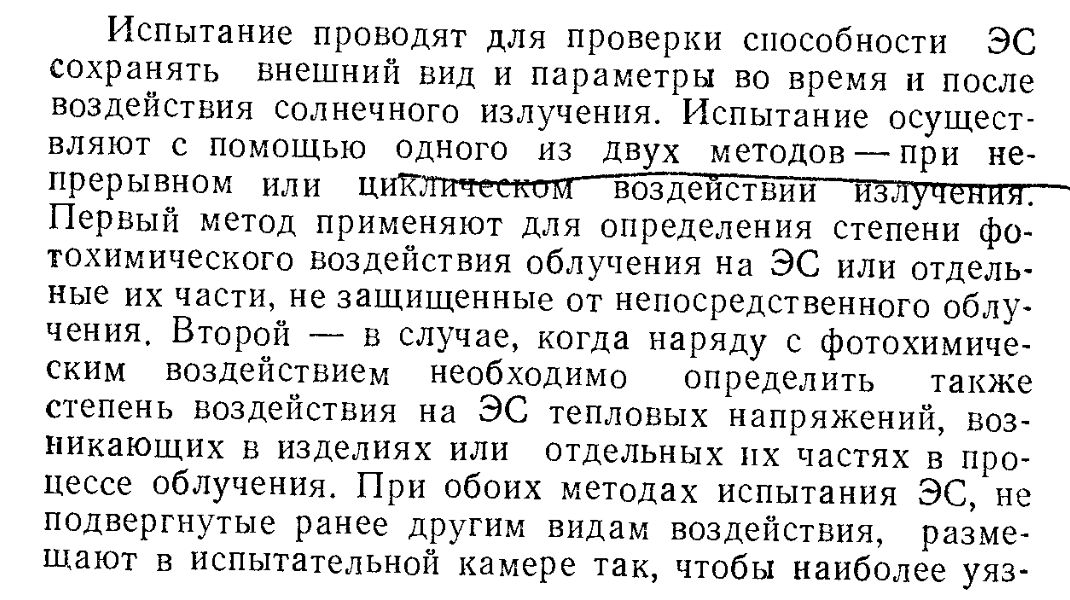 Испытание проводят для проверки способности ЭС
сохранять внешний вид и параметры во время и после
воздействия солнечного излучения. Испытание осущест-
вляют с помощью одного из двух методов — при не-
прерывном или циклическом воздействии излучения.
Первый метод применяют для определения степени фо-
тохимического воздействия облучения на ЭС или отдель-
ные их части, не защищенные от непосредственного облу-
чения. Второй — в случае, когда наряду с фотохимиче-
ским воздействием необходимо определить также
степень воздействия на ЭС тепловых напряжений, воз-
никающих в изделиях или отдельных их частях в про-
цессе облучения. При обоих методах испытания ЭС, не
подвергнутые ранее другим видам воздействия, разме-
щают в испытательной камере так, чтобы наиболее уяз-